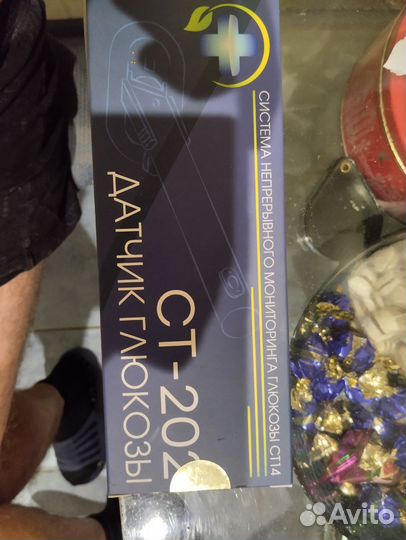 СИСТЕМА НЕПРЕРЫВНОГО МОНИТОРИНГА ГЛЮКОЗЫ СТ14
СТ-202
ДАТЧИК ГЛЮКОЗЫ
Avito